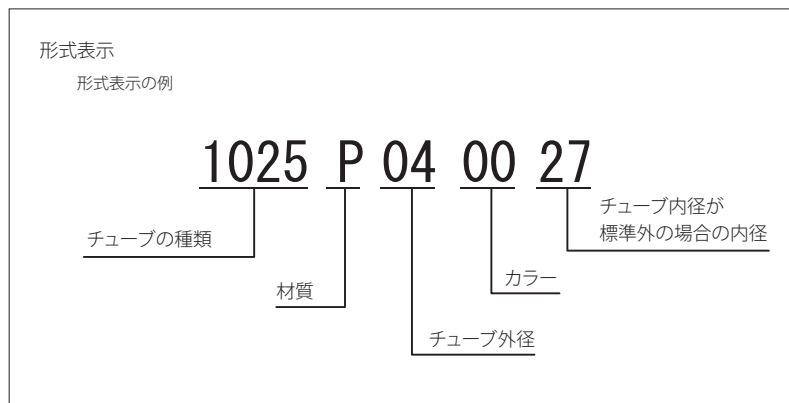 形式表示
形式表示の例
1025 P 04 00 27
チューブ内径が
標準外の場合の内径
チューブの種類
カラー
材質
チューブ外径